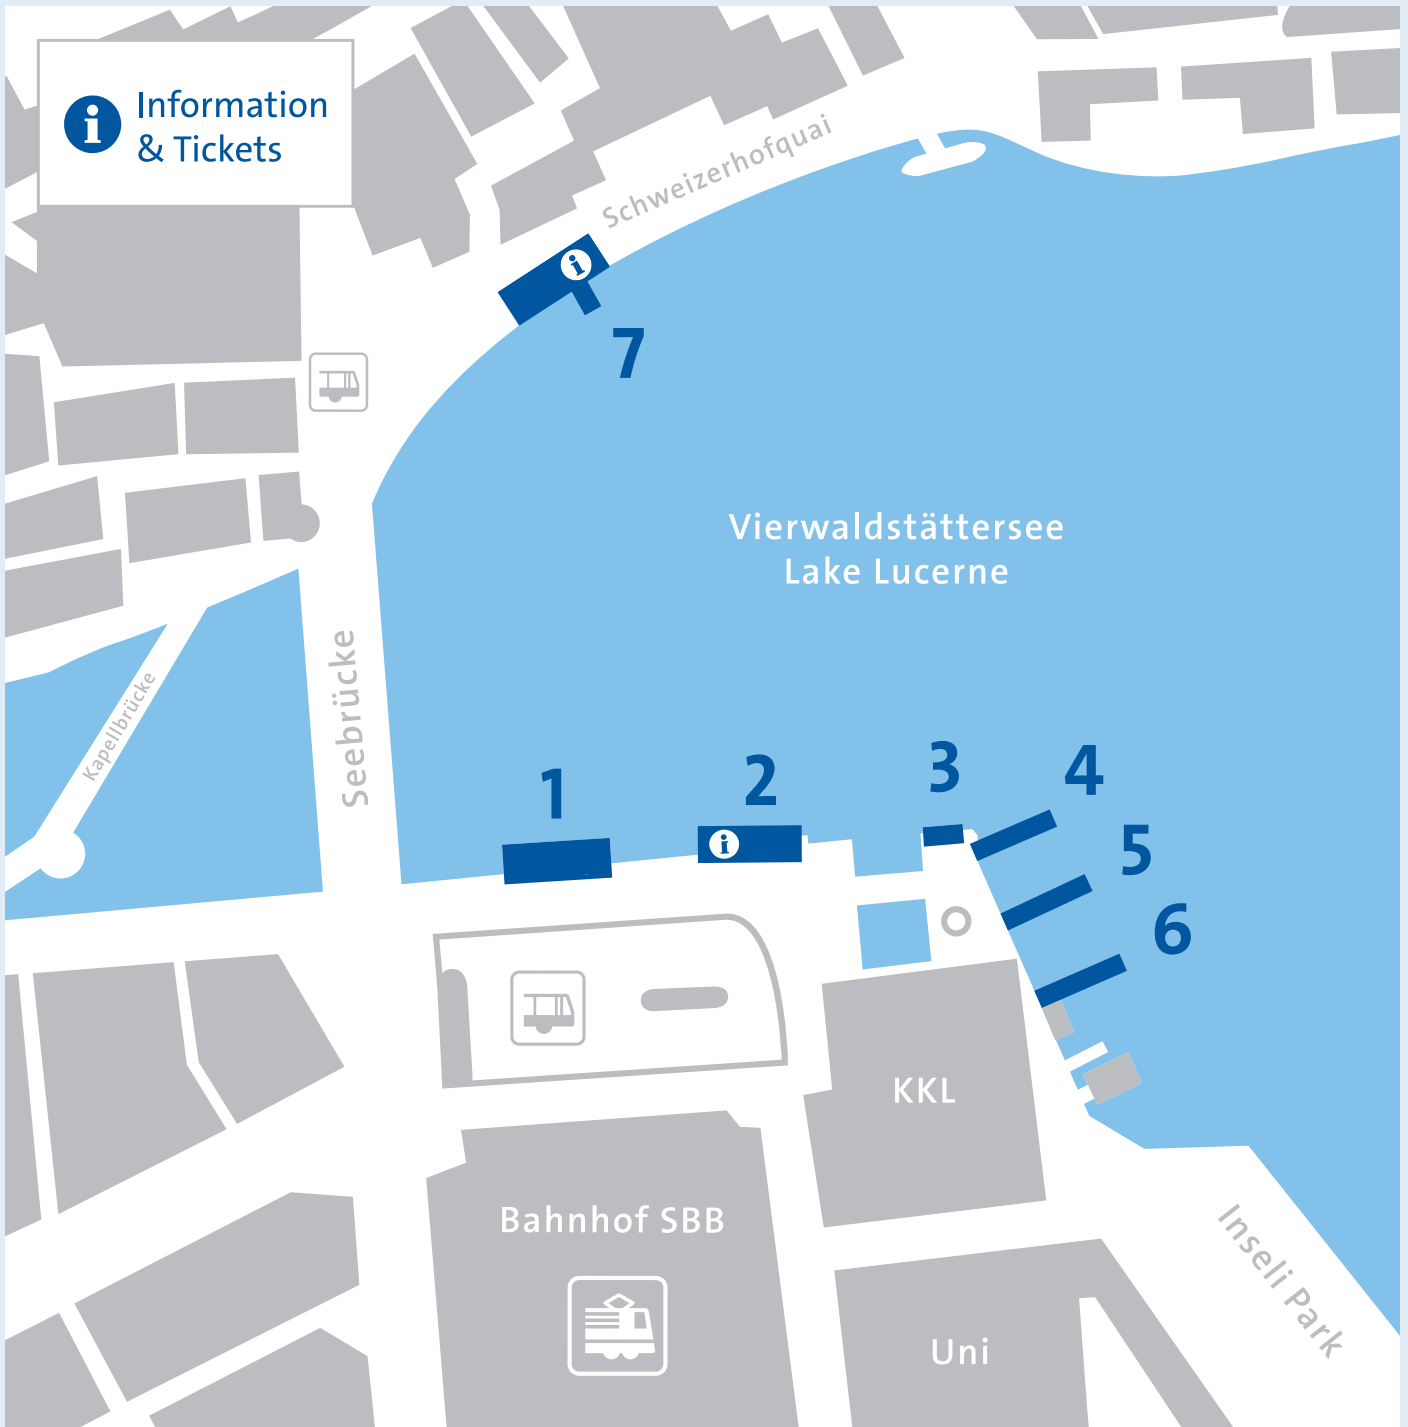 Information
& Tickets
Schweizerhofquai
7
Vierwaldstättersee
Lake Lucerne
Seebrücke
Kapellbrücke
1
2
3
4
5
6
KKL
Bahnhof SBB
Inseli Park
Uni